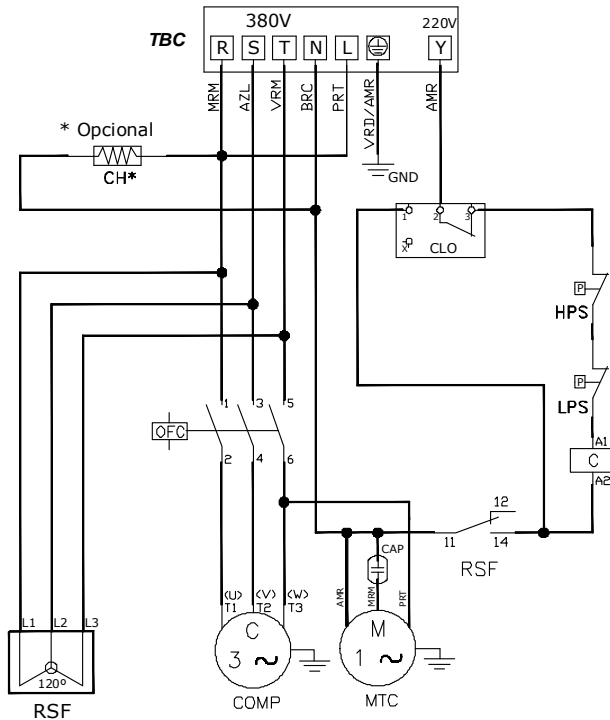 380V
220V
TBC
R S T N L Y
MRM
AZL
VRM
BRC
PRT
VRD/AMR
AMR
* Opcional
CH*
GND
1 2 3
X
CLO
P
HPS
P
LPS
1 3 5
OFC
2 4 6
A1
C
A2
12
11 14
RSF
CAP
AMR
MRM
PRT
(U) (V) (W)
T1 T2 T3
L1 L2 L3
C
3 ~
M
1 ~
120º
RSF
COMP
MTC